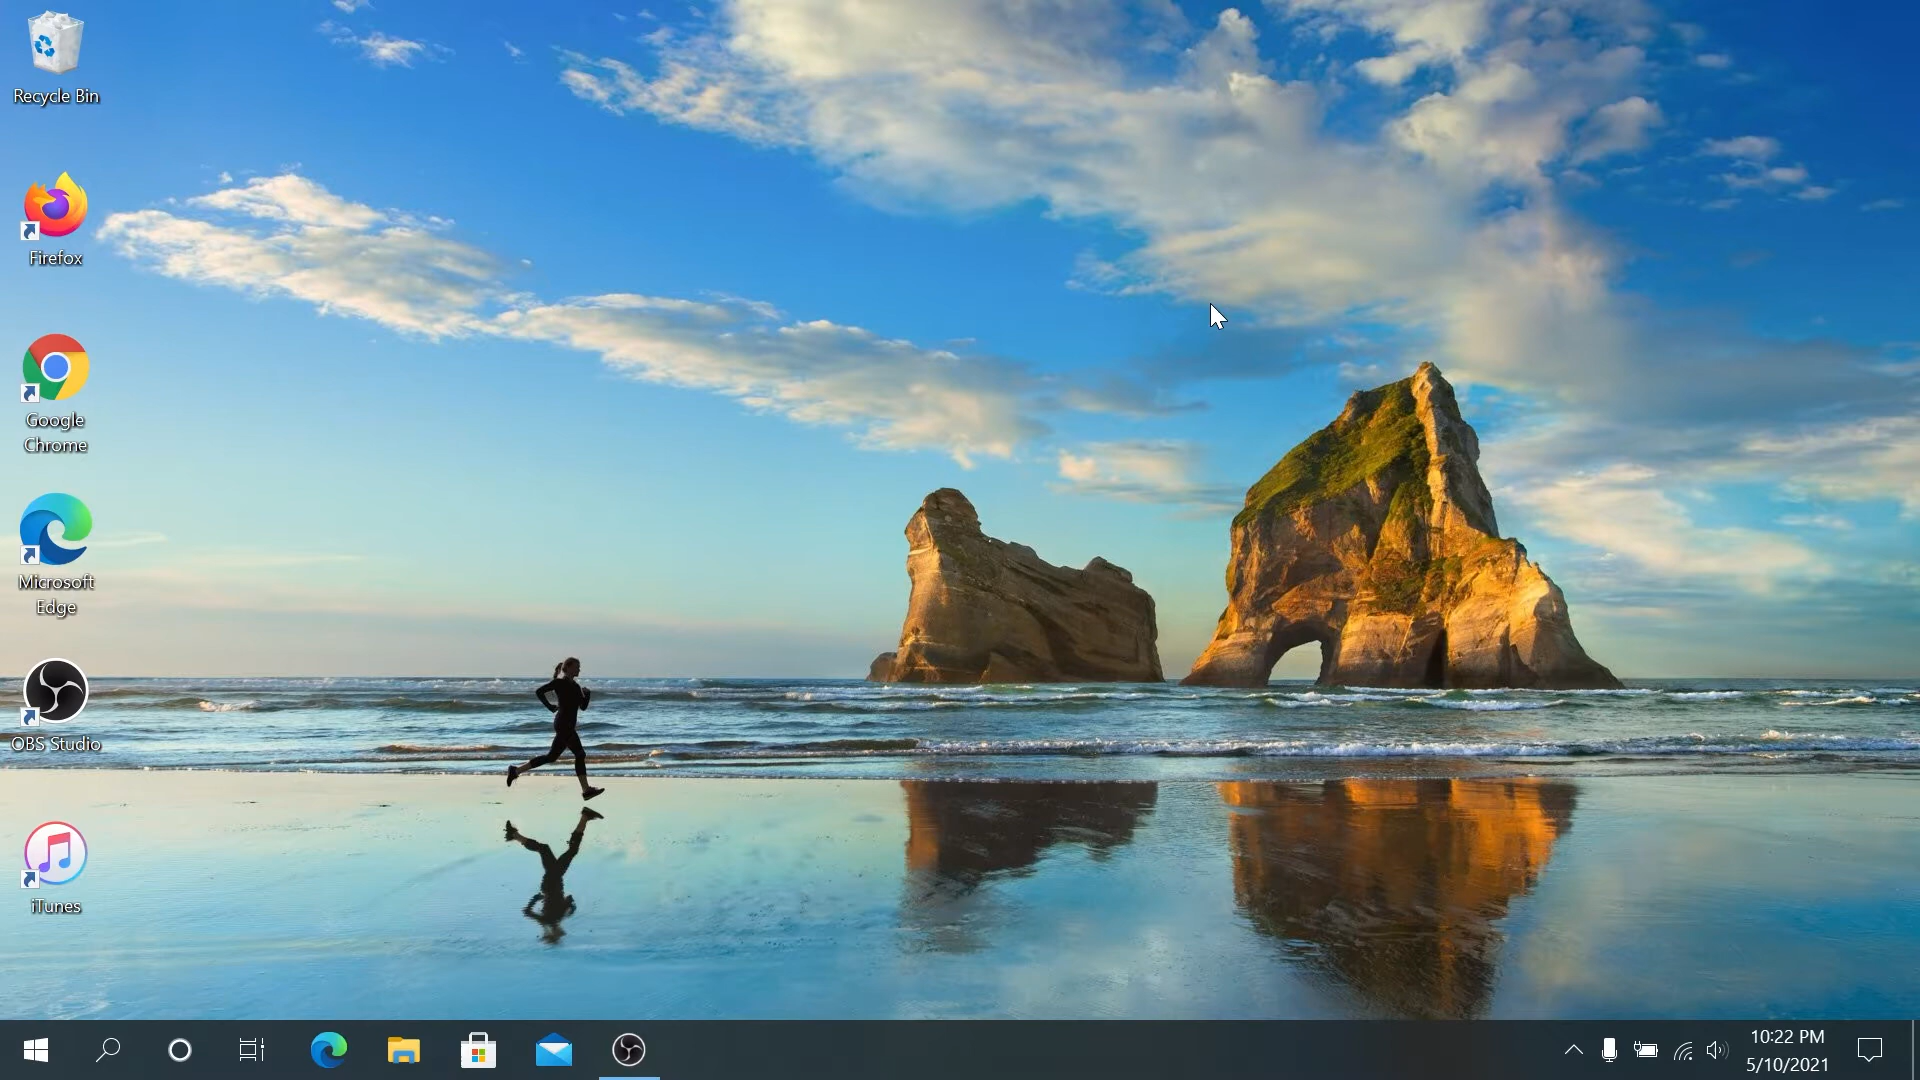 Recycle Bin
Firefox
Google
Chrome
Microsoft
Edge
OBS Studio
iTunes
10:22 PM
5/10/2021